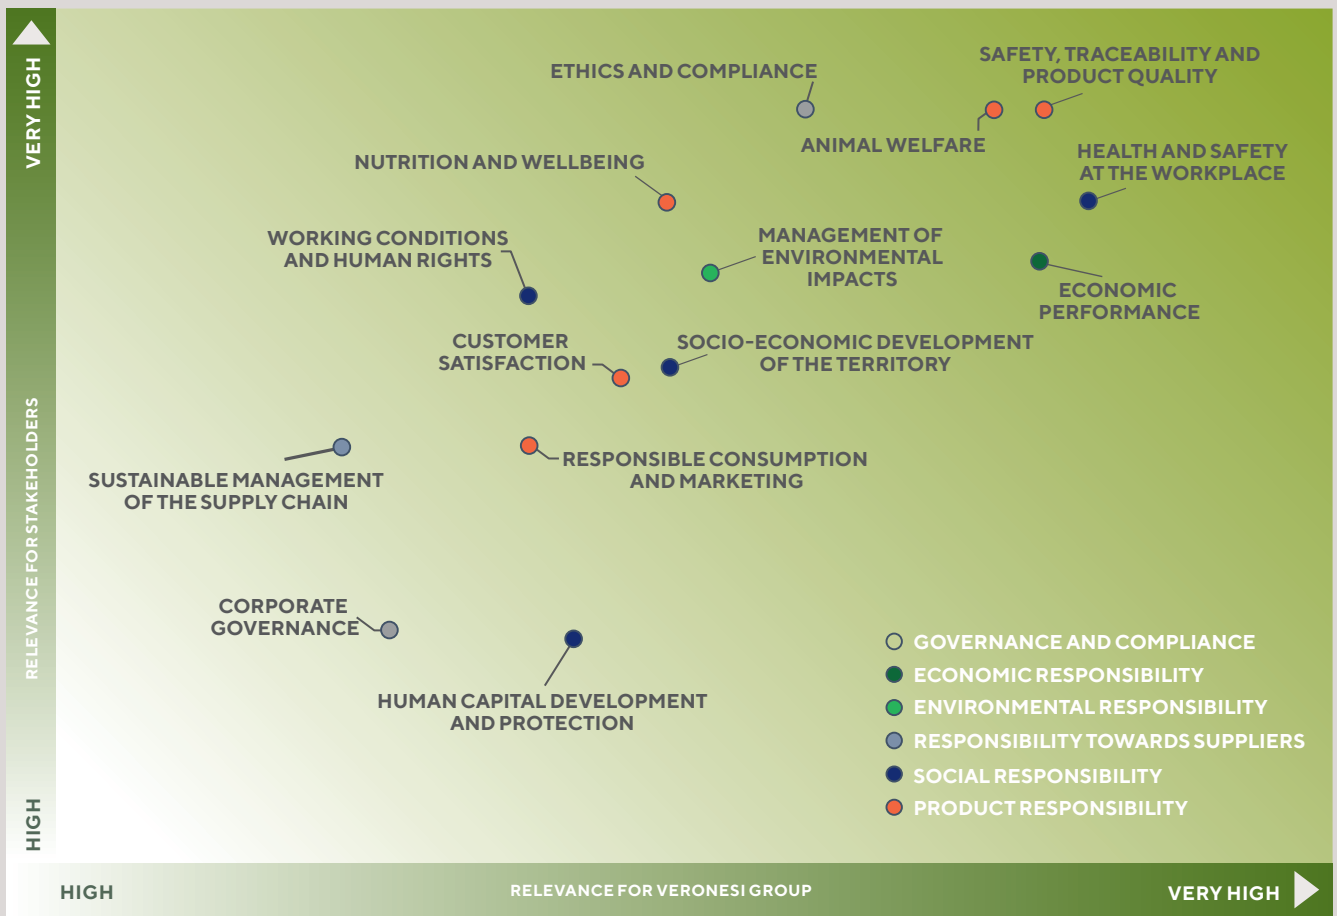 VERY HIGH
RELEVANCE FOR STAKEHOLDERS
HIGH
ETHICS AND COMPLIANCE
SAFETY, TRACEABILITY AND
PRODUCT QUALITY
ANIMAL WELFARE
HEALTH AND SAFETY
AT THE WORKPLACE
NUTRITION AND WELLBEING
WORKING CONDITIONS
AND HUMAN RIGHTS
MANAGEMENT OF
ENVIRONMENTAL
IMPACTS
ECONOMIC
PERFORMANCE
CUSTOMER
SATISFACTION
SOCIO-ECONOMIC DEVELOPMENT
OF THE TERRITORY
SUSTAINABLE MANAGEMENT
OF THE SUPPLY CHAIN
RESPONSIBLE CONSUMPTION
AND MARKETING
CORPORATE
GOVERNANCE
HUMAN CAPITAL DEVELOPMENT
AND PROTECTION
GOVERNANCE AND COMPLIANCE
ECONOMIC RESPONSIBILITY
ENVIRONMENTAL RESPONSIBILITY
RESPONSIBILITY TOWARDS SUPPLIERS
SOCIAL RESPONSIBILITY
PRODUCT RESPONSIBILITY
HIGH
RELEVANCE FOR VERONESI GROUP
VERY HIGH